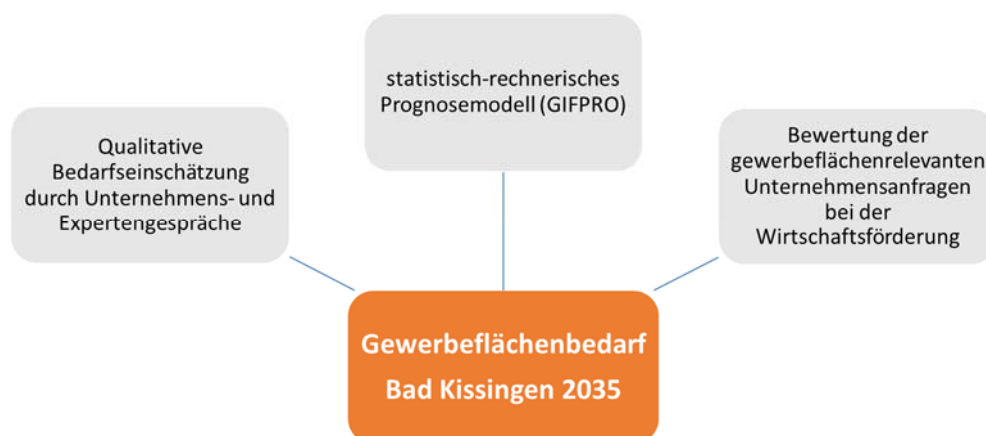 Qualitative
Bedarfseinschätzung
durch Unternehmens- und
Expertengespräche
statistisch-rechnerisches
Prognosemodell (GIFPRO)
Bewertung der
gewerbeflächenrelevanten
Unternehmensanfragen
bei der
Wirtschaftsförderung
Gewerbeflächenbedarf
Bad Kissingen 2035